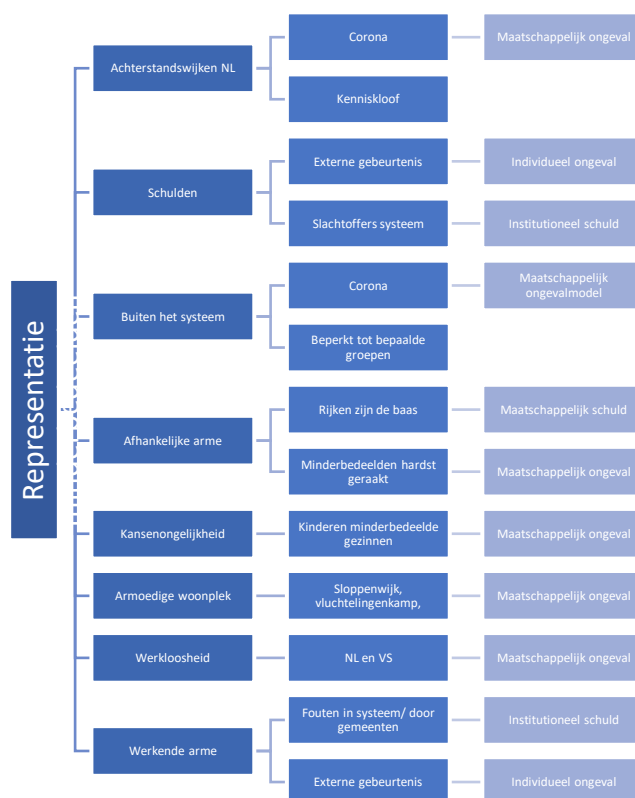 Representatie
Achterstandswijken NL
Corona
Maatschappelijk ongeval
Kenniskloof
Schulden
Externe gebeurtenis
Individueel ongeval
Slachtoffers systeem
Institutioneel schuld
Buiten het systeem
Corona
Maatschappelijk
ongevalmodel
Beperkt tot bepaalde
groepen
Afhankelijke arme
Rijken zijn de baas
Maatschappelijk schuld
Minderbedeelden hardst
geraakt
Maatschappelijk ongeval
Kansenongelijkheid
Kinderen minderbedeelde
gezinnen
Maatschappelijk ongeval
Armoedige woonplek
Sloppenwijk,
vluchtelingenkamp,
Maatschappelijk ongeval
Werkloosheid
NL en VS
Maatschappelijk ongeval
Werkende arme
Fouten in systeem/ door
gemeenten
Institutioneel schuld
Externe gebeurtenis
Individueel ongeval